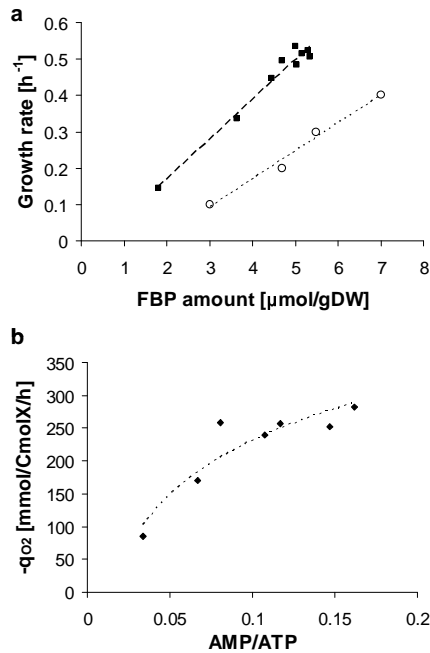 a
0.6
0.5
0.4
0.3
0.2
0.1
0
Growth rate [h⁻¹]
0 1 2 3 4 5 6 7 8
FBP amount [µmol/gDW]
b
350
300
250
200
150
100
50
0
-qO₂ [mmol/CmolX/h]
0 0.05 0.1 0.15 0.2
AMP/ATP